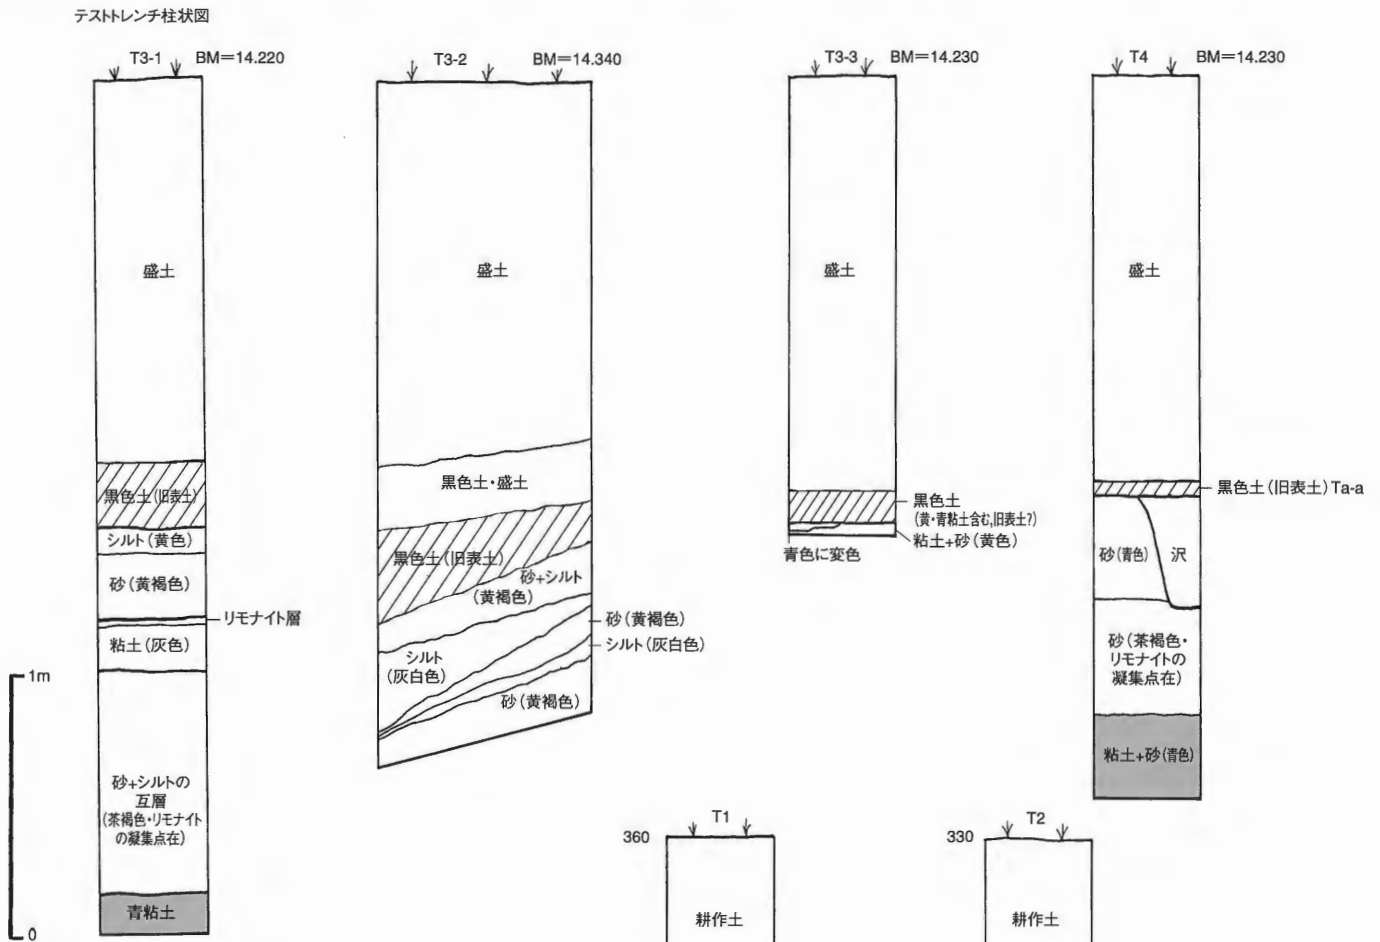 テストトレンチ柱状図
T3-1 BM=14.220
盛土
黒色土(旧表土)
シルト(黄色)
砂(黄褐色)
リモナイト層
粘土(灰色)
砂+シルトの
互層
(茶褐色・リモナイト
の凝集点在)
青粘土
1m
0
T3-2 BM=14.340
盛土
黒色土・盛土
黒色土(旧表土)
砂+シルト
(黄褐色)
砂(黄褐色)
シルト(灰白色)
シルト
(灰白色)
砂(黄褐色)
T3-3 BM=14.230
盛土
黒色土
(黄・青粘土含む,旧表土?)
粘土+砂(黄色)
青色に変色
T4 BM=14.230
盛土
黒色土(旧表土)Ta-a
砂(青色)
沢
砂(茶褐色・
リモナイトの
凝集点在)
粘土+砂(青色)
T1
360
耕作土
T2
330
耕作土